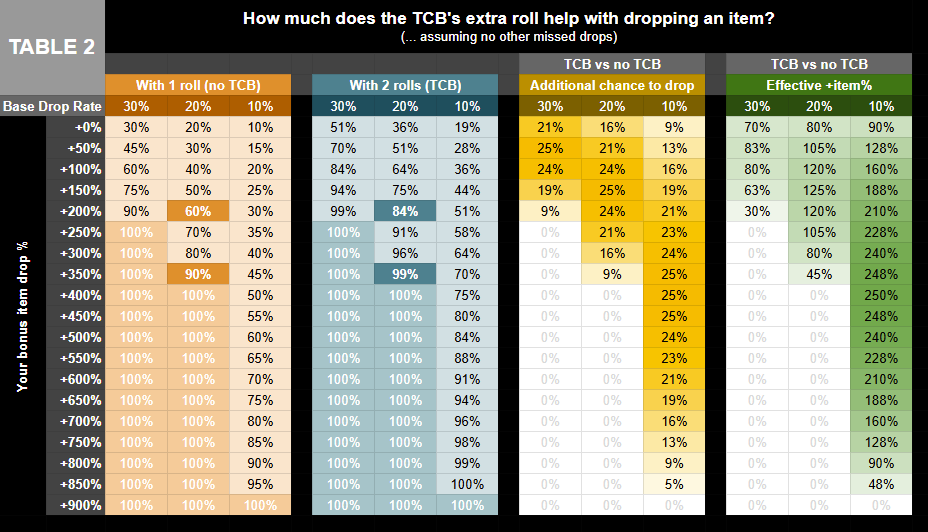 How much does the TCB's extra roll help with dropping an item?
TABLE 2
(... assuming no other missed drops)
TCB vs no TCB TCB vs no TCB
With 1 roll (no TCB) With 2 rolls (TCB) Additional chance to drop Effective +item%
Base Drop Rate 30% 20% 10% 30% 20% 10% 30% 20% 10% 30% 20% 10%
Your bonus item drop %
+0% 30% 20% 10% 51% 36% 19% 21% 16% 9% 70% 80% 90%
+50% 45% 30% 15% 70% 51% 28% 25% 21% 13% 83% 105% 128%
+100% 60% 40% 20% 84% 64% 36% 24% 24% 16% 80% 120% 160%
+150% 75% 50% 25% 94% 75% 44% 19% 25% 19% 63% 125% 188%
+200% 90% 60% 30% 99% 84% 51% 9% 24% 21% 30% 120% 210%
+250% 100% 70% 35% 100% 91% 58% 0% 21% 23% 0% 105% 228%
+300% 100% 80% 40% 100% 96% 64% 0% 16% 24% 0% 80% 240%
+350% 100% 90% 45% 100% 99% 70% 0% 9% 25% 0% 45% 248%
+400% 100% 100% 50% 100% 100% 75% 0% 0% 25% 0% 0% 250%
+450% 100% 100% 55% 100% 100% 80% 0% 0% 25% 0% 0% 248%
+500% 100% 100% 60% 100% 100% 84% 0% 0% 24% 0% 0% 240%
+550% 100% 100% 65% 100% 100% 88% 0% 0% 23% 0% 0% 228%
+600% 100% 100% 70% 100% 100% 91% 0% 0% 21% 0% 0% 210%
+650% 100% 100% 75% 100% 100% 94% 0% 0% 19% 0% 0% 188%
+700% 100% 100% 80% 100% 100% 96% 0% 0% 16% 0% 0% 160%
+750% 100% 100% 85% 100% 100% 98% 0% 0% 13% 0% 0% 128%
+800% 100% 100% 90% 100% 100% 99% 0% 0% 9% 0% 0% 90%
+850% 100% 100% 95% 100% 100% 100% 0% 0% 5% 0% 0% 48%
+900% 100% 100% 100% 100% 100% 100% 0% 0% 0% 0% 0% 0%